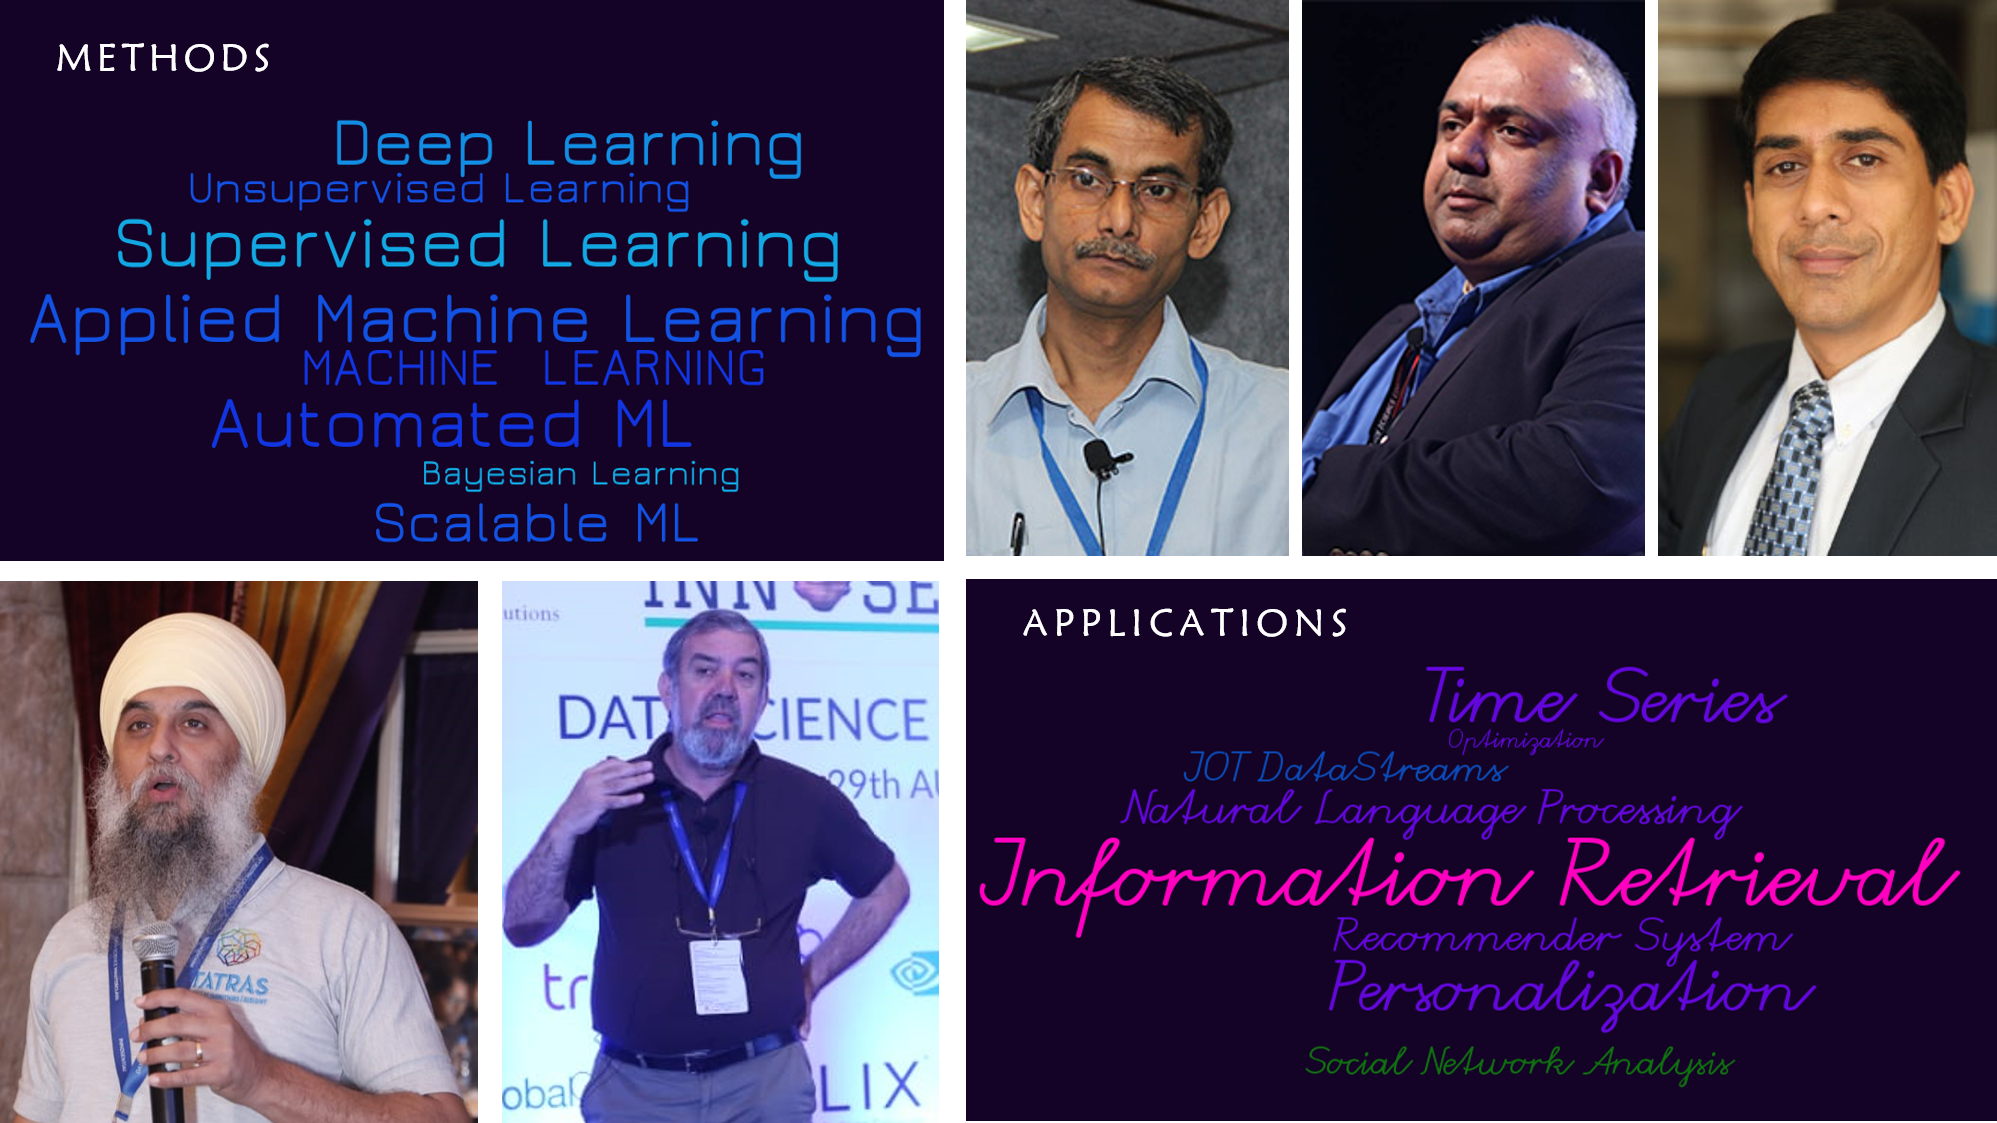 METHODS
Deep Learning
Unsupervised Learning
Supervised Learning
Applied Machine Learning
MACHINE LEARNING
Automated ML
Bayesian Learning
Scalable ML
TATRAS
utions
INN SE
DAT CIENCE
29th AU
tr
obal
LIX
APPLICATIONS
Time Series
Optimization
IOT DataStreams
Natural Language Processing
Information Retrieval
Recommender System
Personalization
Social Network Analysis